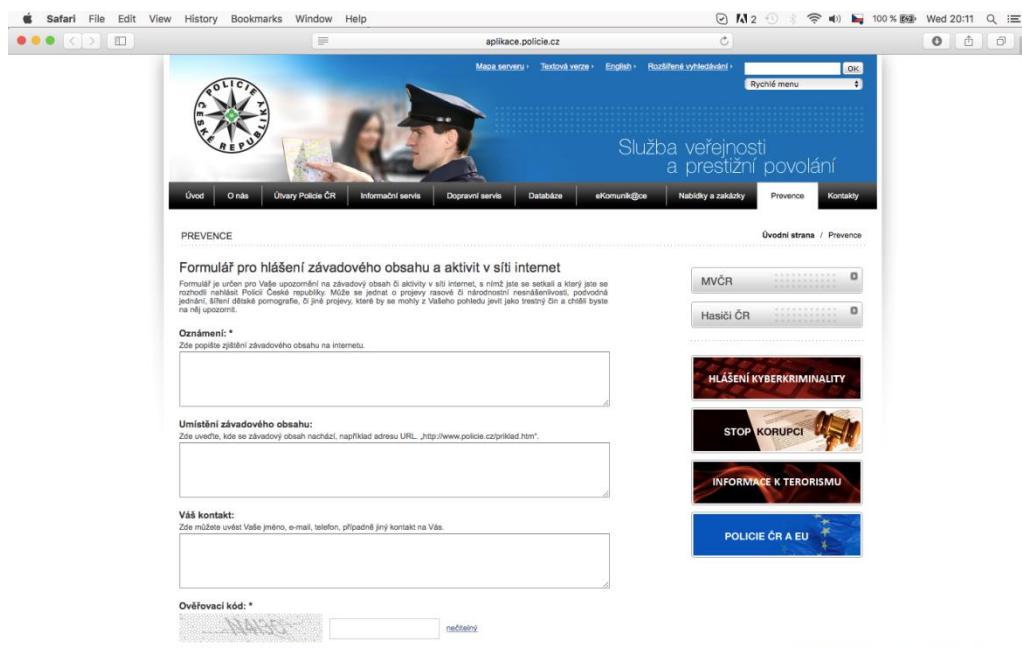 Safari File Edit View History Bookmarks Window Help
2 100 % Wed 20:11
aplikace.policie.cz
Mapa serveru Textová verze English Rozšířené vyhledávání OK
Rychlé menu
POLICIE ČESKÉ REPUBLIKY
Služba veřejnosti
a prestižní povolání
Úvod O nás Útvary Policie ČR Informační servis Dopravní servis Databáze eKomunik@ce Nabídky a zakázky Prevence Kontakty
PREVENCE
Úvodní strana / Prevence
Formulář pro hlášení závadového obsahu a aktivit v síti internet
Formulář je určen pro Vaše upozornění na závadový obsah či aktivity v síti internet, s nimž jste se setkali a který jste se
rozhodli nahlásit Policii České republiky. Může se jednat o projevy rasové či národnostní nesnášenlivosti, podvodná
jednání, šíření dětské pornografie, či jiné projevy, které by se mohly z Vašeho pohledu jevit jako trestný čin a chtěli byste
na něj upozornit.
Oznámení: *
Zde popište zjištění závadového obsahu na internetu.
Umístění závadového obsahu:
Zde uveďte, kde se závadový obsah nachází, například adresu URL. „http://www.policie.cz/priklad.htm".
Váš kontakt:
Zde můžete uvést Vaše jméno, e-mail, telefon, případně jiný kontakt na Vás.
Ověřovací kód: *
nečitelný
MVČR
Hasiči ČR
HLÁŠENÍ KYBERKRIMINALITY
STOP KORUPCI
INFORMACE K TERORISMU
POLICIE ČR A EU